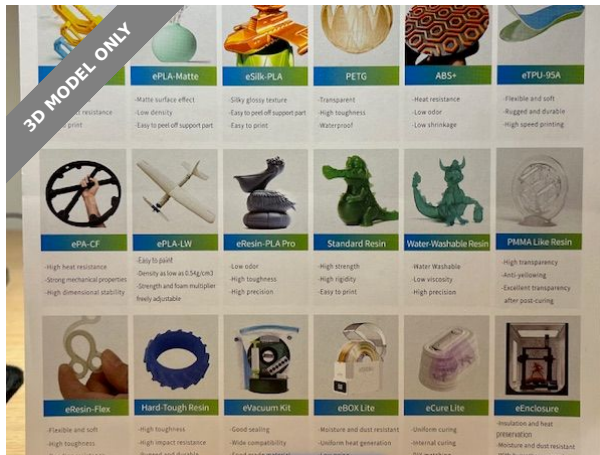 3D MODEL ONLY
ePLA-Matte
eSilk-PLA
PETG
ABS+
eTPU-95A
resistance
print
·Matte surface effect
·Low density
·Easy to peel off support part
·Silky glossy texture
·Easy to peel off support part
·Easy to print
·Transparent
·High toughness
·Waterproof
·Heat resistance
·Low odor
·Low shrinkage
·Flexible and soft
·Rugged and durable
·High speed printing.
ePA-CF
ePLA-LW
eResin-PLA Pro
Standard Resin
Water-Washable Resin
PMMA Like Resin
·High heat resistance
·Strong mechanical properties
·High dimensional stability
·Easy to paint
·Density as low as 0.54g/cm3
·Strength and foam multiplier
freely adjustable
·Low odor
·High toughness
·High precision
·High strength
·High rigidity
·Easy to print
·Water Washable
·Low viscosity
·High precision
·High transparency
·Anti-yellowing
·Excellent transparency
after post-curing
eResin-Flex
Hard-Tough Resin
eVacuum Kit
eBOX Lite
eCure Lite
eEnclosure
·Flexible and soft
·High toughness
·High toughness
·High impact resistance
·Good sealing
·Wide compatibility
·Moisture and dust resistant
·Uniform heat generation
·Uniform curing
·Internal curing
·Insulation and heat
preservation
·Moisture and dust resistant